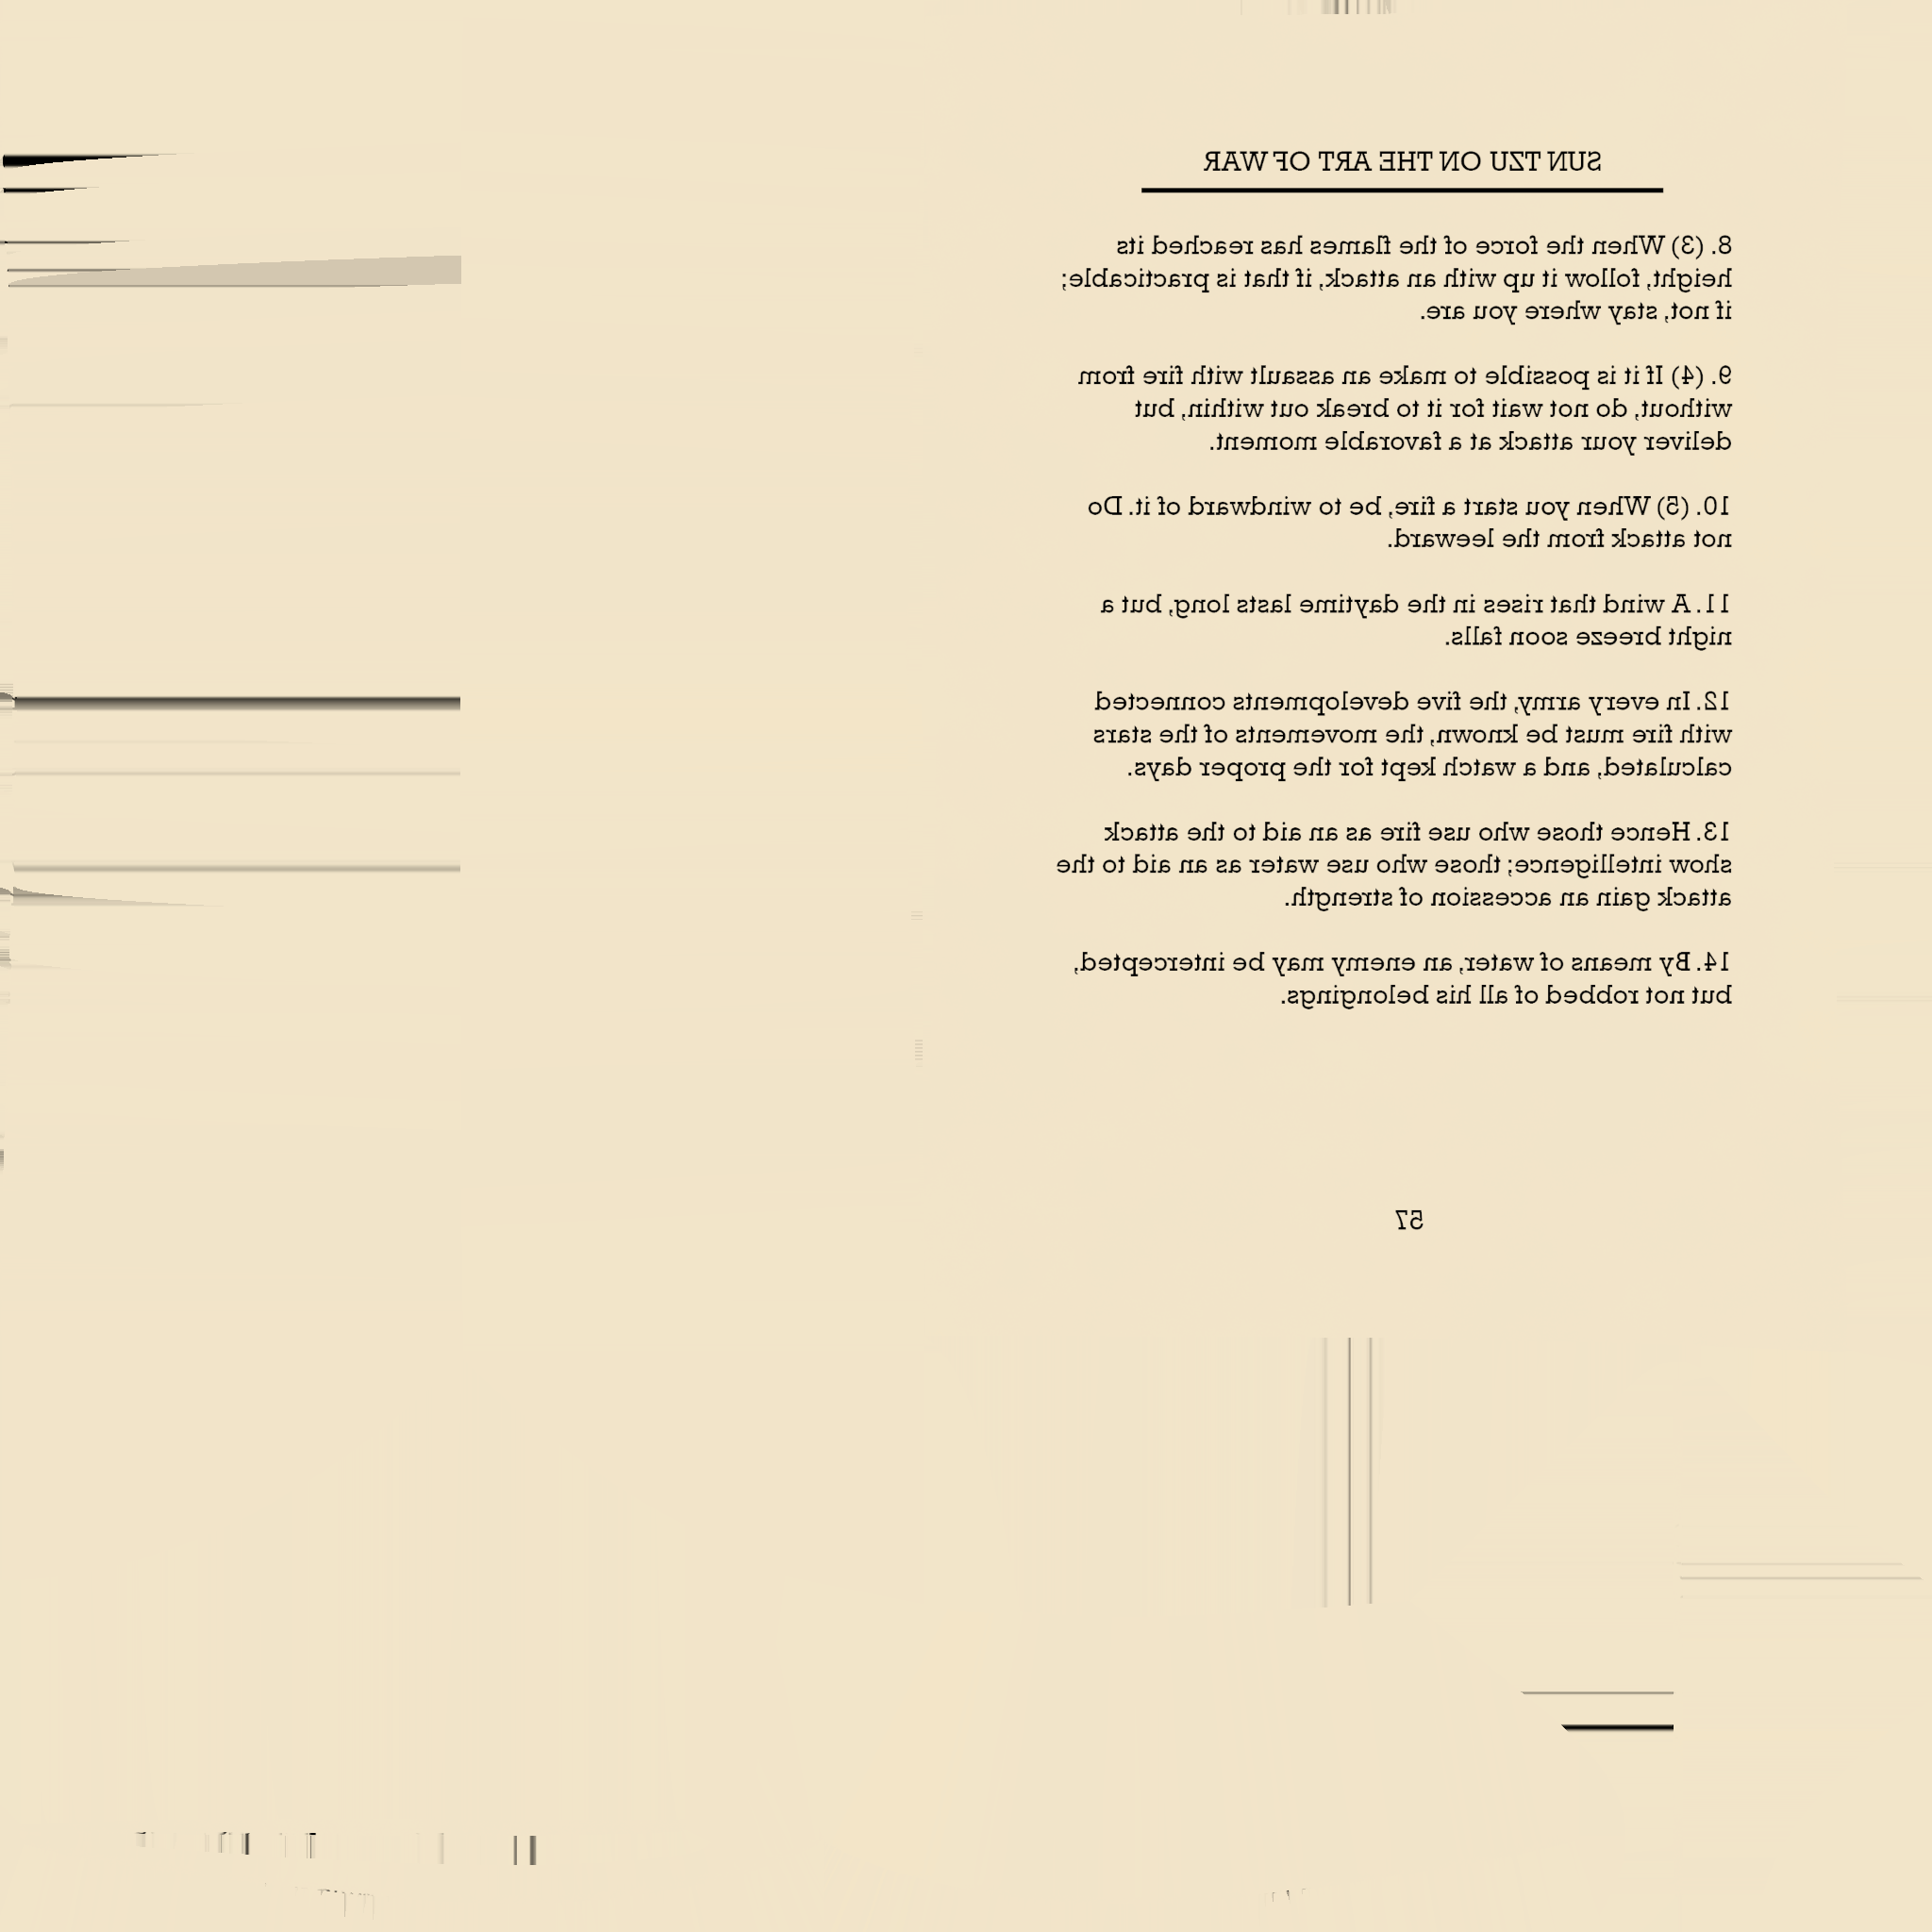 SUN TZU ON THE ART OF WAR
8. (3) When the force of the flames has reached its
height, follow it up with an attack, if that is practicable;
if not, stay where you are.
9. (4) If it is possible to make an assault with fire from
without, do not wait for it to break out within, but
deliver your attack at a favorable moment.
10. (5) When you start a fire, be to windward of it. Do
not attack from the leeward.
11. A wind that rises in the daytime lasts long, but a
night breeze soon falls.
12. In every army, the five developments connected
with fire must be known, the movements of the stars
calculated, and a watch kept for the proper days.
13. Hence those who use fire as an aid to the attack
show intelligence; those who use water as an aid to the
attack gain an accession of strength.
14. By means of water, an enemy may be intercepted,
but not robbed of all his belongings.
57